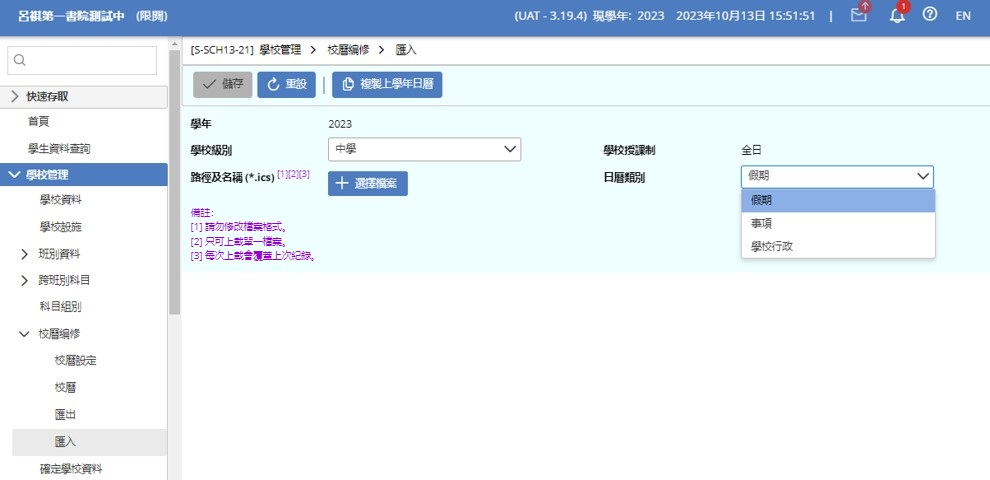 呂祺第一書院測試中 (限閱)
(UAT - 3.19.4) 現學年: 2023 2023年10月13日 15:51:51 | 1 EN
[S-SCH13-21] 學校管理 > 校曆編修 > 匯入
儲存 重設 | 複製上學年日曆
快速存取
首頁
學生資料查詢
學校管理
學校資料
學校設施
班別資料
跨班別科目
科目組別
校曆編修
校曆設定
校曆
匯出
匯入
確定學校資料
學年 2023
學校級別 中學 學校授課制 全日
路徑及名稱 (*.ics) [1][2][3] 選擇檔案 日曆類別 假期
假期
事項
學校行政
備註:
[1] 請勿修改檔案格式。
[2] 只可上載單一檔案。
[3] 每次上載會覆蓋上次紀錄。